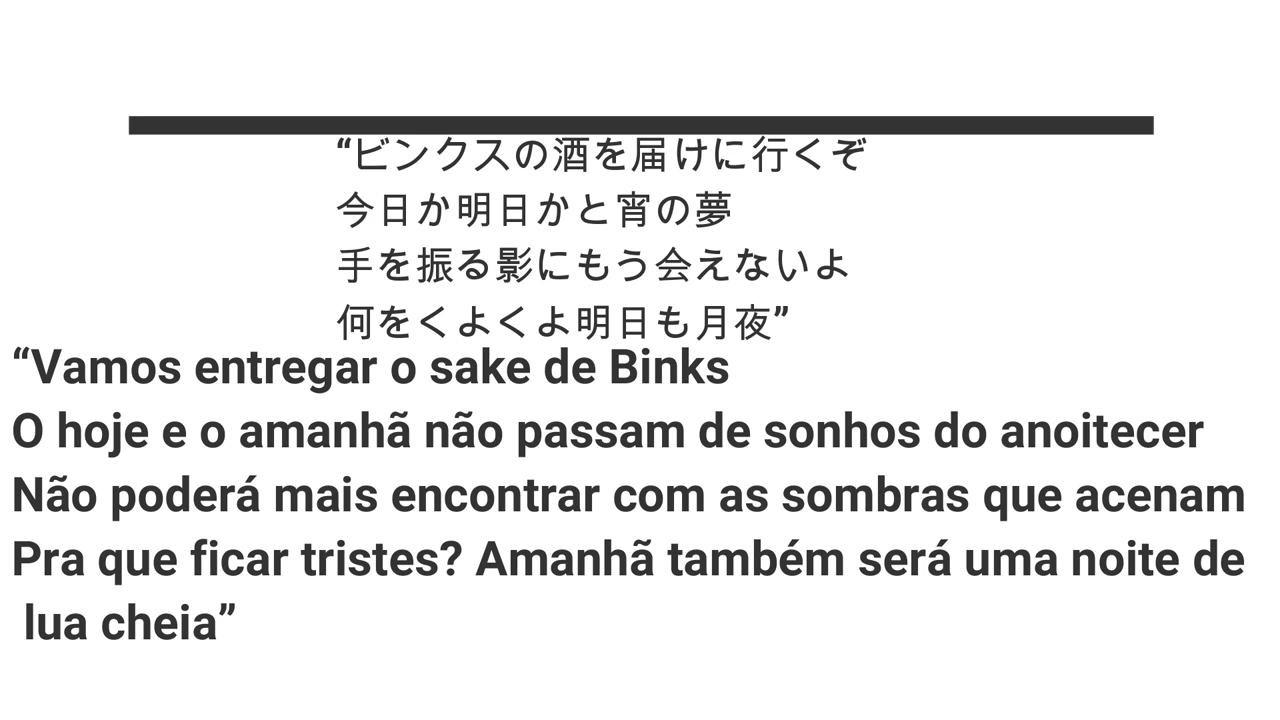 “ビンクスの酒を届けに行くぞ
今日か明日かと宵の夢
手を振る影にもう会えないよ
何をくよくよ明日も月夜”
“Vamos entregar o sake de Binks
O hoje e o amanhã não passam de sonhos do anoitecer
Não poderá mais encontrar com as sombras que acenam
Pra que ficar tristes? Amanhã também será uma noite de
lua cheia”